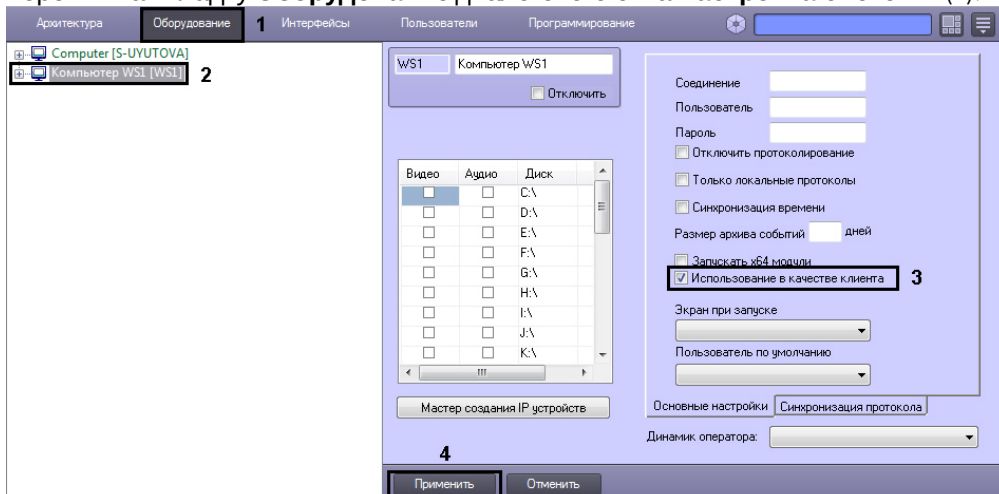 Архитектура Оборудование 1 Интерфейсы Пользователи Программирование
Computer [S-UYUTOVA]
Компьютер WS1 [WS1] 2
WS1 Компьютер WS1
Отключить
Видео Аудио Диск
C:\
D:\
E:\
F:\
G:\
H:\
I:\
J:\
K:\
Мастер создания IP устройств
Соединение
Пользователь
Пароль
Отключить протоколирование
Только локальные протоколы
Синхронизация времени
Размер архива событий дней
Запускать x64 модули
Использование в качестве клиента 3
Экран при запуске
Пользователь по умолчанию
Основные настройки Синхронизация протокола
Динамик оператора:
4
Применить Отменить